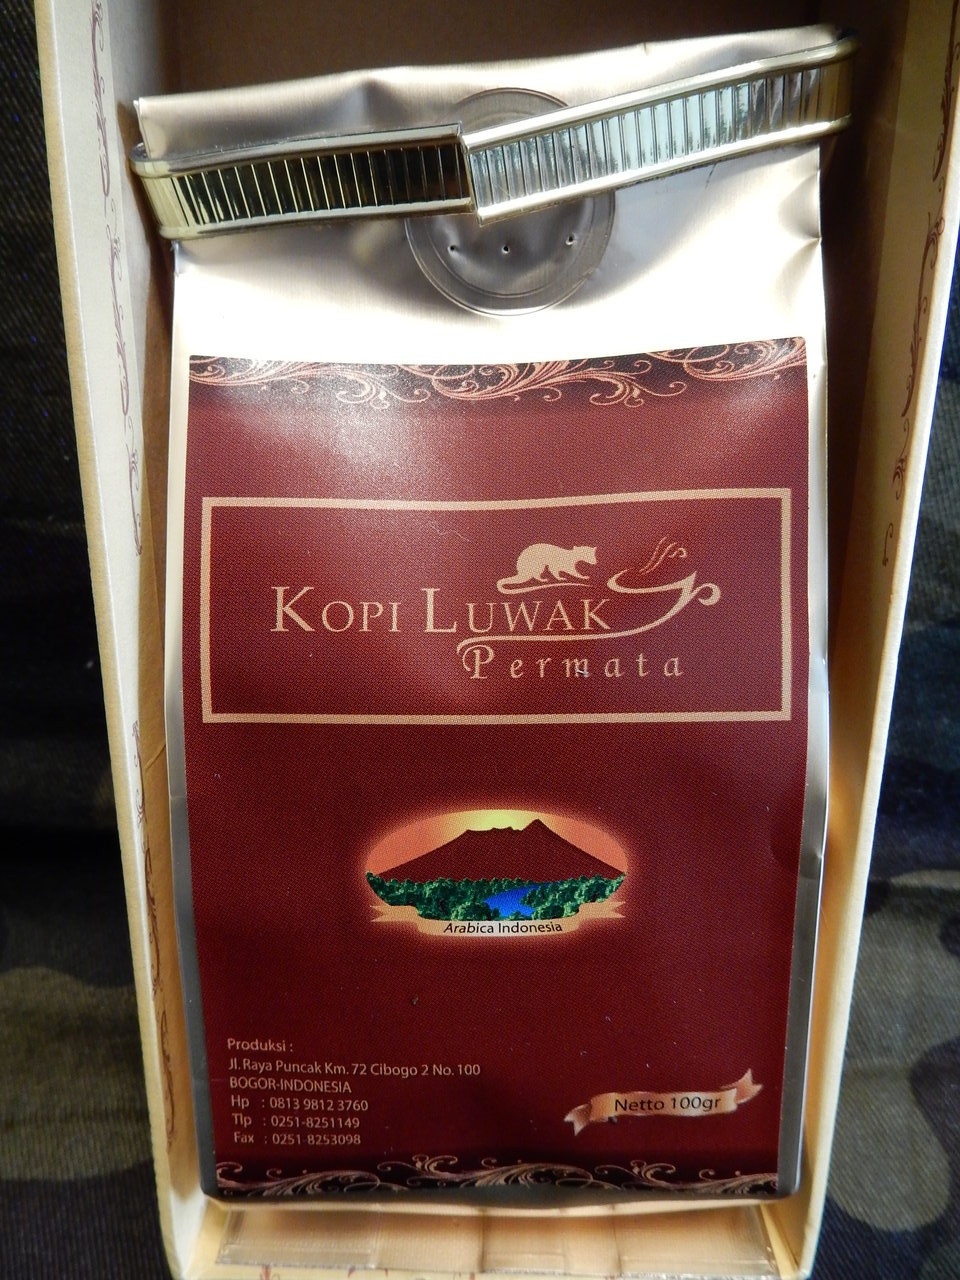 KOPI LUWAK
Permata
Arabica Indonesia
Produksi :
Jl. Raya Puncak Km. 72 Cibogo 2 No. 100
BOGOR-INDONESIA
Hp : 0813 9812 3760
Tlp : 0251-8251149
Fax : 0251-8253098
Netto 100gr